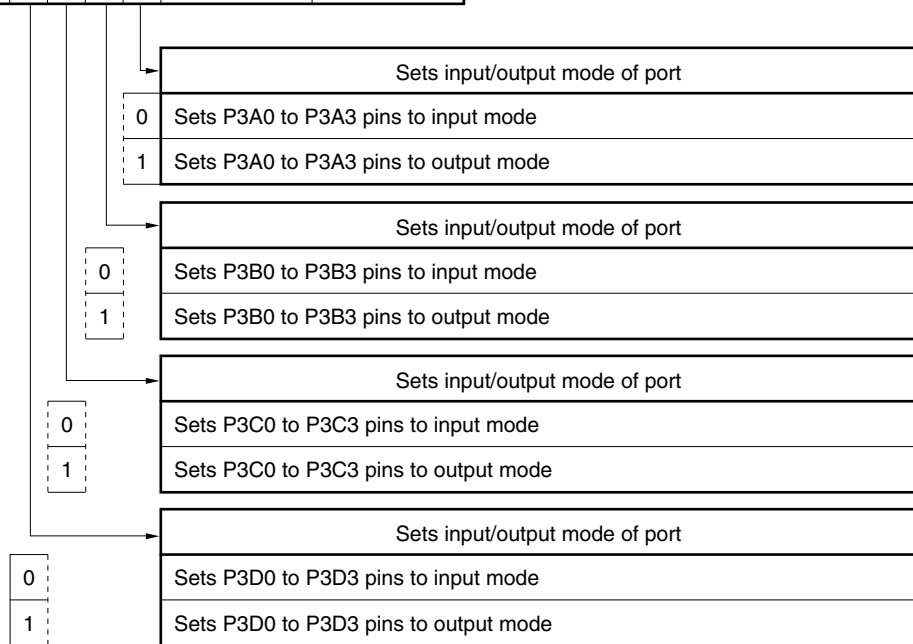 Sets input/output mode of port
0 Sets P3A0 to P3A3 pins to input mode
1 Sets P3A0 to P3A3 pins to output mode
Sets input/output mode of port
0 Sets P3B0 to P3B3 pins to input mode
1 Sets P3B0 to P3B3 pins to output mode
Sets input/output mode of port
0 Sets P3C0 to P3C3 pins to input mode
1 Sets P3C0 to P3C3 pins to output mode
Sets input/output mode of port
0 Sets P3D0 to P3D3 pins to input mode
1 Sets P3D0 to P3D3 pins to output mode